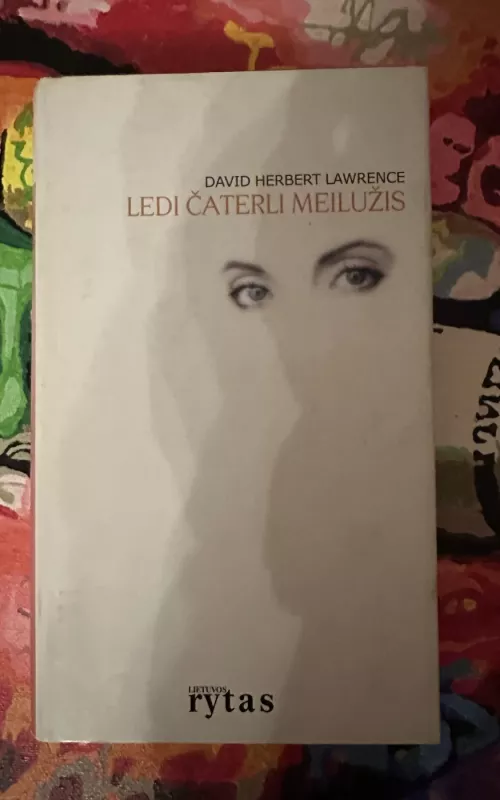 DAVID HERBERT LAWRENCE
LEDI ČATERLI MEILUŽIS
LIETUVOS
rytas